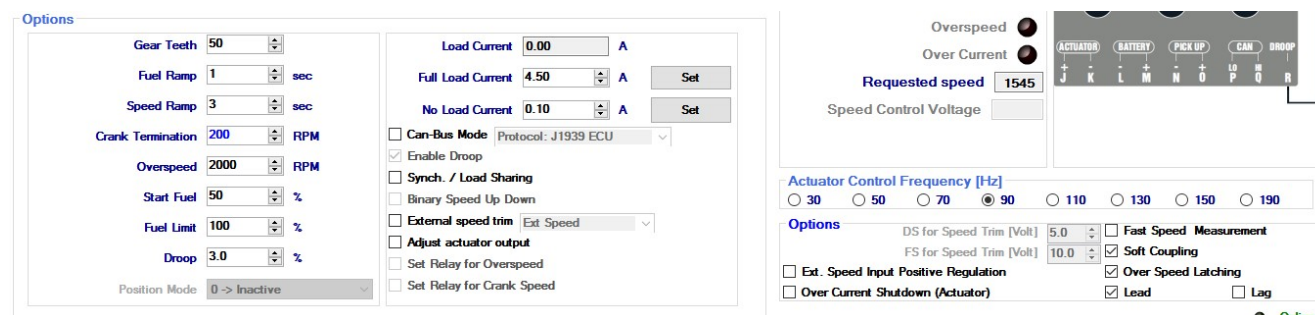 Options
Gear Teeth 50
Fuel Ramp 1 sec
Speed Ramp 3 sec
Crank Termination 200 RPM
Overspeed 2000 RPM
Start Fuel 50 %
Fuel Limit 100 %
Droop 3.0 %
Position Mode 0 -> Inactive
Load Current 0.00 A
Full Load Current 4.50 A Set
No Load Current 0.10 A Set
Can-Bus Mode Protocol: J1939 ECU
Enable Droop
Synch. / Load Sharing
Binary Speed Up Down
External speed trim Ext Speed
Adjust actuator output
Set Relay for Overspeed
Set Relay for Crank Speed
Overspeed
Over Current
Requested speed 1545
Speed Control Voltage
ACTUATOR BATTERY PICK UP CAN DROOP
+ - - + - + LO HI
J K L M N O P Q R
Actuator Control Frequency [Hz]
30 50 70 90 110 130 150 190
Options
DS for Speed Trim [Volt] 5.0 Fast Speed Measurement
FS for Speed Trim [Volt] 10.0 Soft Coupling
Ext. Speed Input Positive Regulation Over Speed Latching
Over Current Shutdown (Actuator) Lead Lag